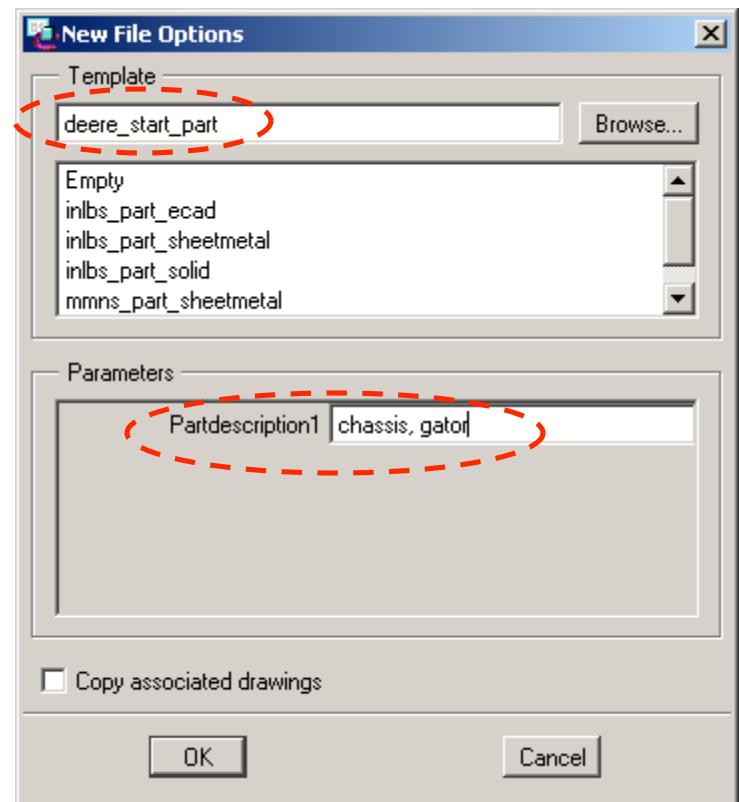 New File Options
Template
deere_start_part
Browse...
Empty
inlbs_part_ecad
inlbs_part_sheetmetal
inlbs_part_solid
mmns_part_sheetmetal
Parameters
Partdescription1 chassis, gator
Copy associated drawings
OK Cancel